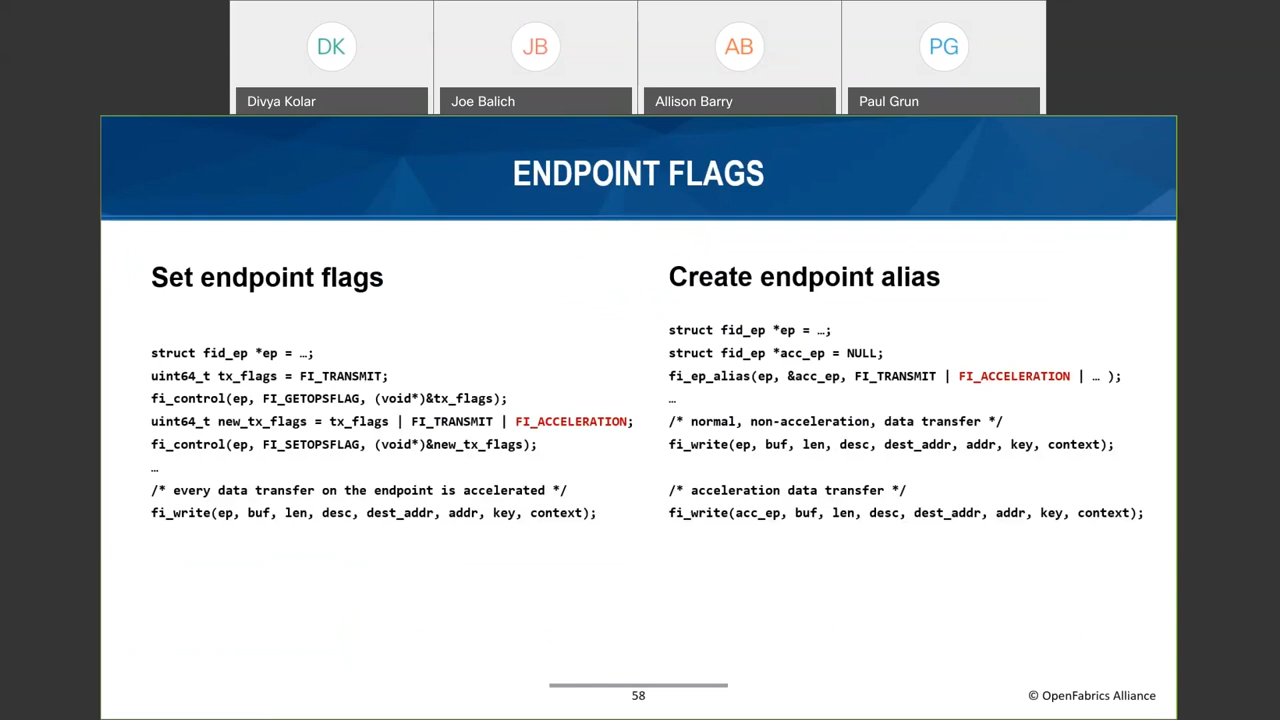 DK
JB
AB
PG
Divya Kolar
Joe Balich
Allison Barry
Paul Grun
ENDPOINT FLAGS
Set endpoint flags
struct fid_ep *ep = …;
uint64_t tx_flags = FI_TRANSMIT;
fi_control(ep, FI_GETOPSFLAG, (void*)&tx_flags);
uint64_t new_tx_flags = tx_flags | FI_TRANSMIT | FI_ACCELERATION;
fi_control(ep, FI_SETOPSFLAG, (void*)&new_tx_flags);
…
/* every data transfer on the endpoint is accelerated */
fi_write(ep, buf, len, desc, dest_addr, addr, key, context);
Create endpoint alias
struct fid_ep *ep = …;
struct fid_ep *acc_ep = NULL;
fi_ep_alias(ep, &acc_ep, FI_TRANSMIT | FI_ACCELERATION | … );
…
/* normal, non-acceleration, data transfer */
fi_write(ep, buf, len, desc, dest_addr, addr, key, context);
/* acceleration data transfer */
fi_write(acc_ep, buf, len, desc, dest_addr, addr, key, context);
58
© OpenFabrics Alliance